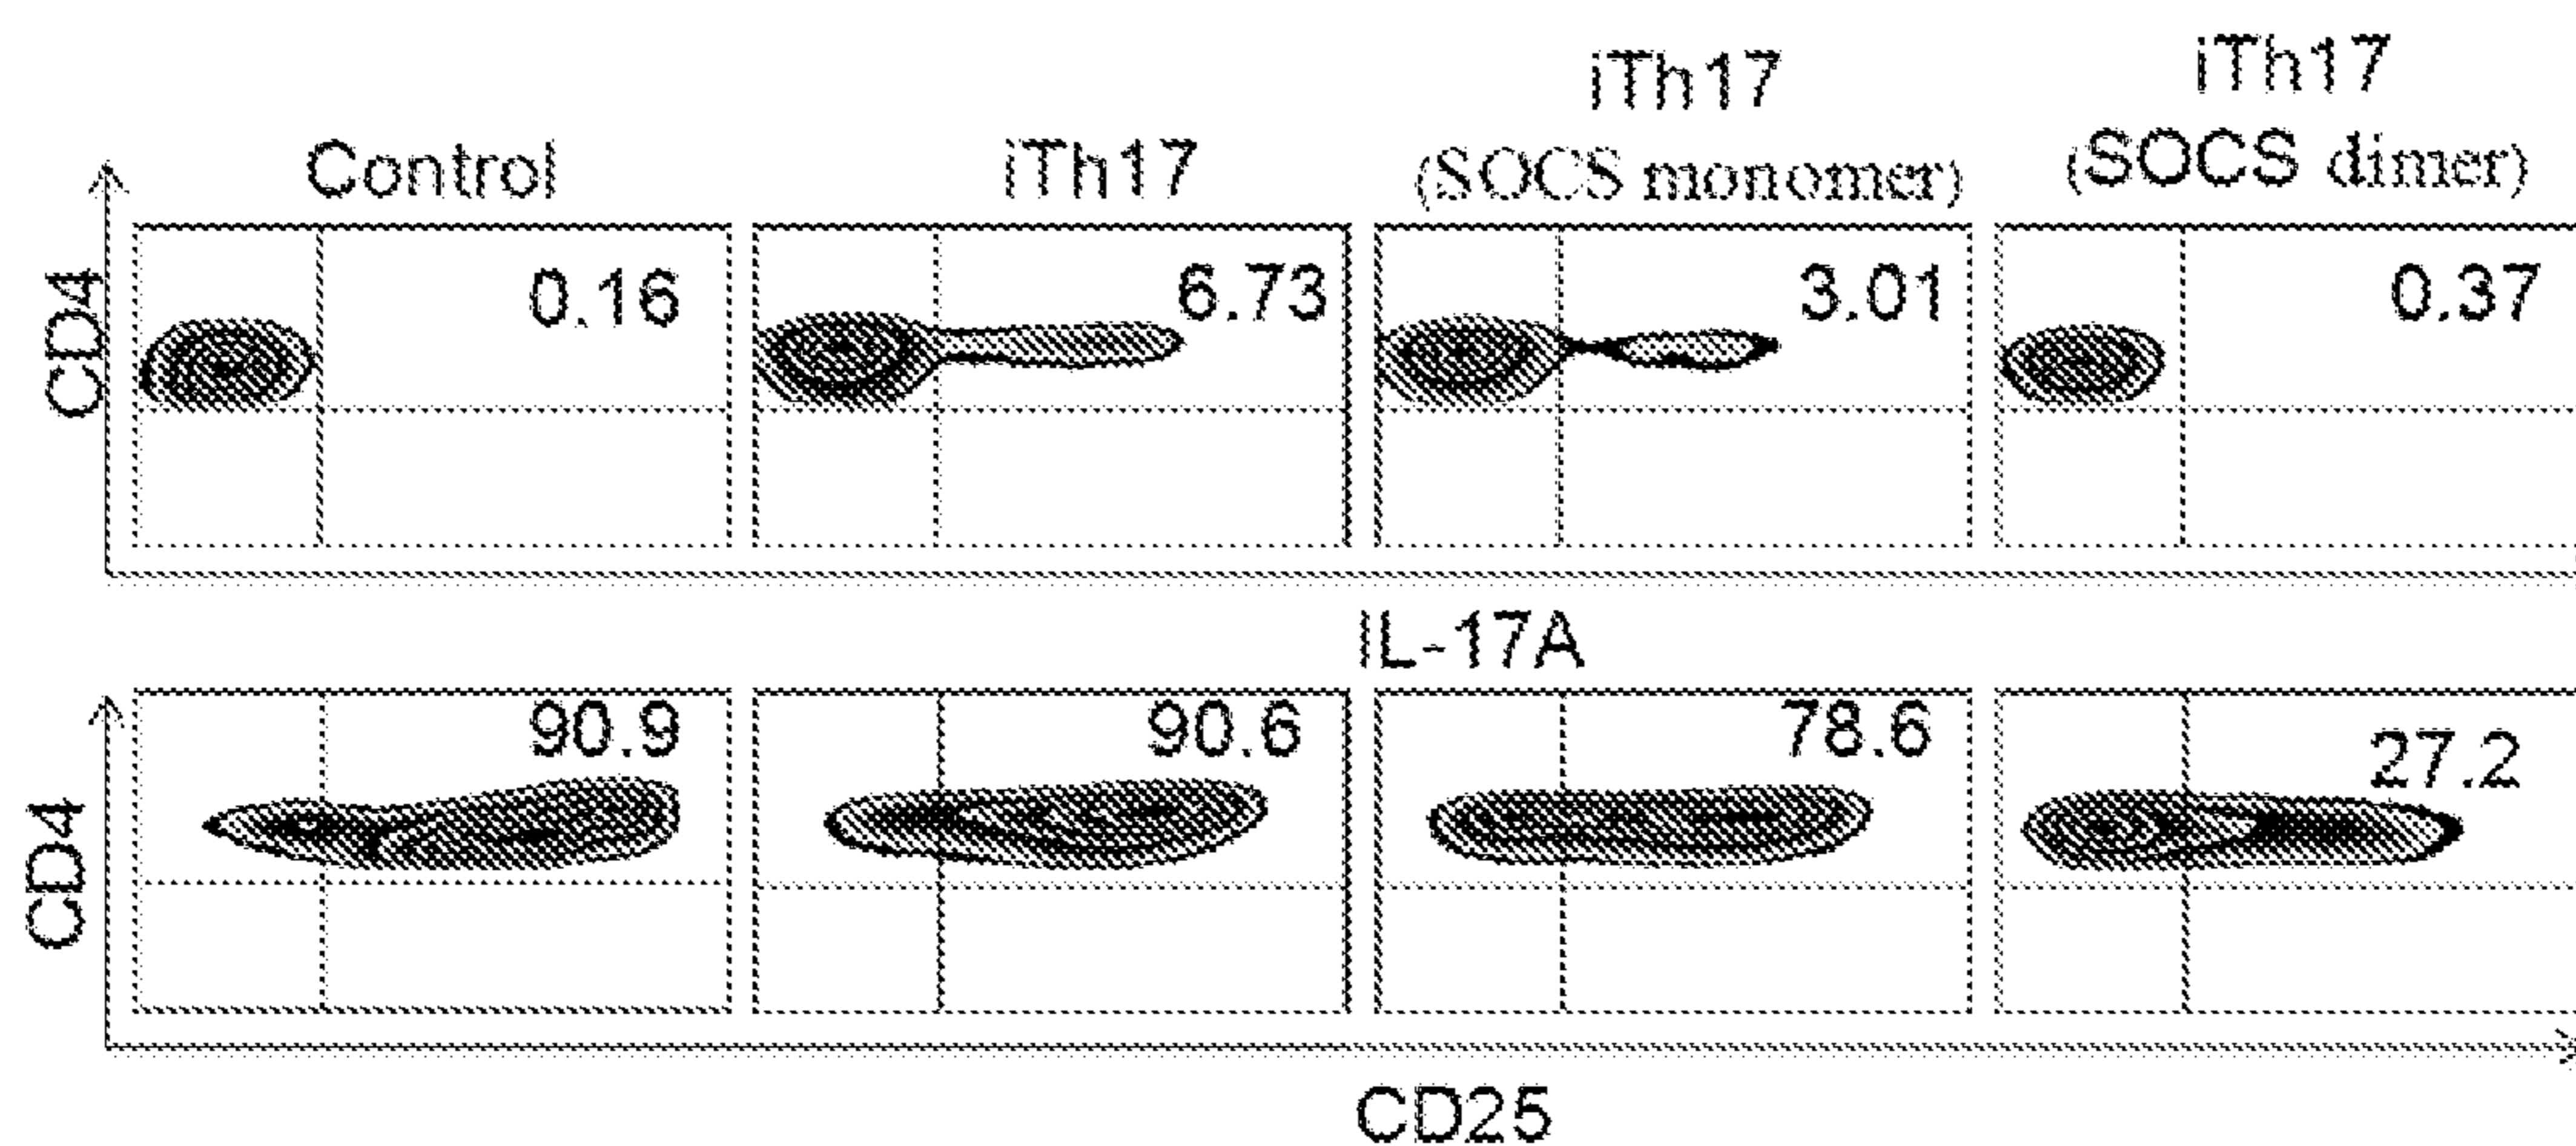 iTh17
iTh17
Control
iTh17
(SOCS monomer)
(SOCS dimer)
CD4
0.16
6.73
3.01
0.37
IL-17A
CD4
90.9
90.6
78.6
27.2
CD25